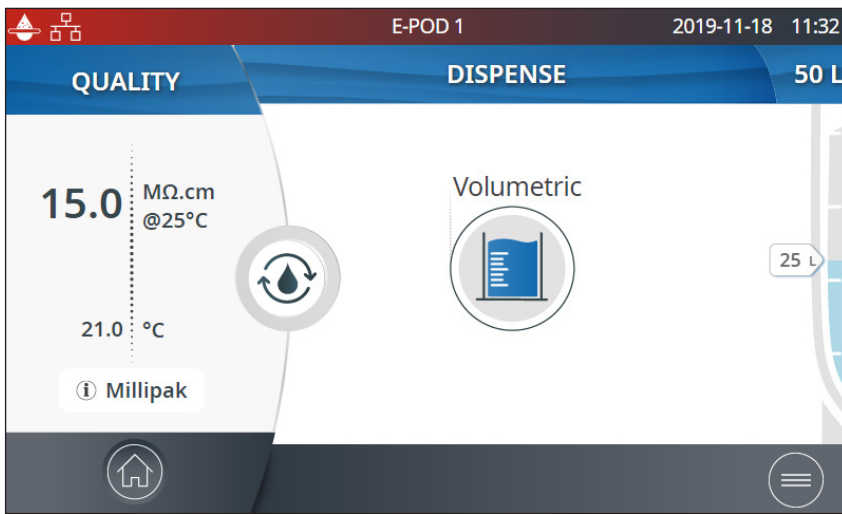 E-POD 1
2019-11-18 11:32
QUALITY
DISPENSE
50 L
15.0 MΩ.cm
@25°C
21.0 °C
i Millipak
Volumetric
25 L